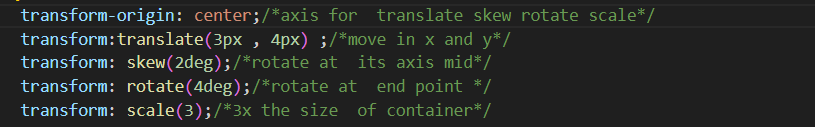 transform-origin: center;/*axis for  translate skew rotate scale*/
transform:translate(3px , 4px) ;/*move in x and y*/
transform: skew(2deg);/*rotate at  its axis mid*/
transform: rotate(4deg);/*rotate at  end point */
transform: scale(3);/*3x the size  of container*/